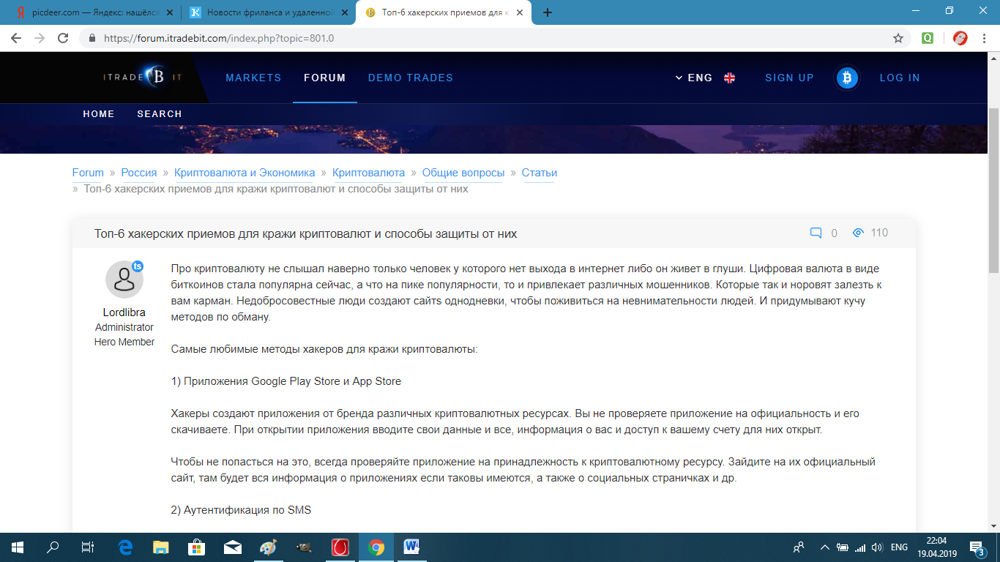 picdeer.com — Яндекс: нашёлся
Новости фриланса и удаленной
Топ-6 хакерских приемов для к
https://forum.itradebit.com/index.php?topic=801.0
Q
ITRADE B IT
MARKETS
FORUM
DEMO TRADES
ENG
SIGN UP
LOG IN
HOME
SEARCH
Forum » Россия » Криптовалюта и Экономика » Криптовалюта » Общие вопросы » Статьи
» Топ-6 хакерских приемов для кражи криптовалют и способы защиты от них
Топ-6 хакерских приемов для кражи криптовалют и способы защиты от них
0
110
ts
Lordlibra
Administrator
Hero Member
Про криптовалюту не слышал наверно только человек у которого нет выхода в интернет либо он живет в глуши. Цифровая валюта в виде
биткоинов стала популярна сейчас, а что на пике популярности, то и привлекает различных мошенников. Которые так и норовят залезть к
вам карман. Недобросовестные люди создают сайтs однодневки, чтобы поживиться на невнимательности людей. И придумывают кучу
методов по обману.
Самые любимые методы хакеров для кражи криптовалюты:
1) Приложения Google Play Store и App Store
Хакеры создают приложения от бренда различных криптовалютных ресурсах. Вы не проверяете приложение на официальность и его
скачиваете. При открытии приложения вводите свои данные и все, информация о вас и доступ к вашему счету для них открыт.
Чтобы не попасться на это, всегда проверяйте приложение на принадлежность к криптовалютному ресурсу. Зайдите на их официальный
сайт, там будет вся информация о приложениях если таковы имеются, а также о социальных страничках и др.
2) Аутентификация по SMS
ENG
22:04
19.04.2019
3